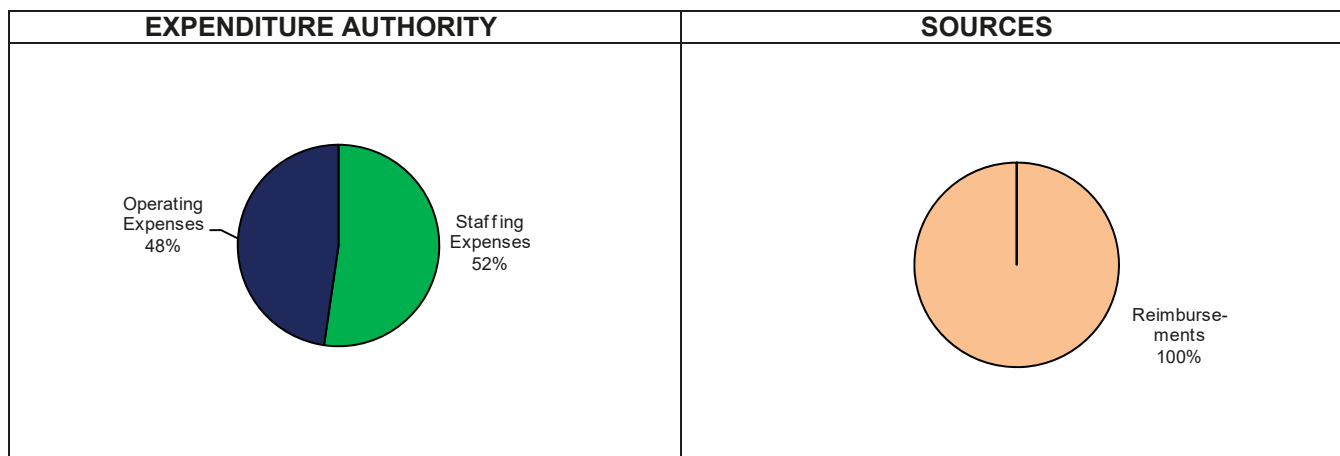 EXPENDITURE AUTHORITY
SOURCES
Operating
Expenses
48%
Staffing
Expenses
52%
Reimburse-
ments
100%